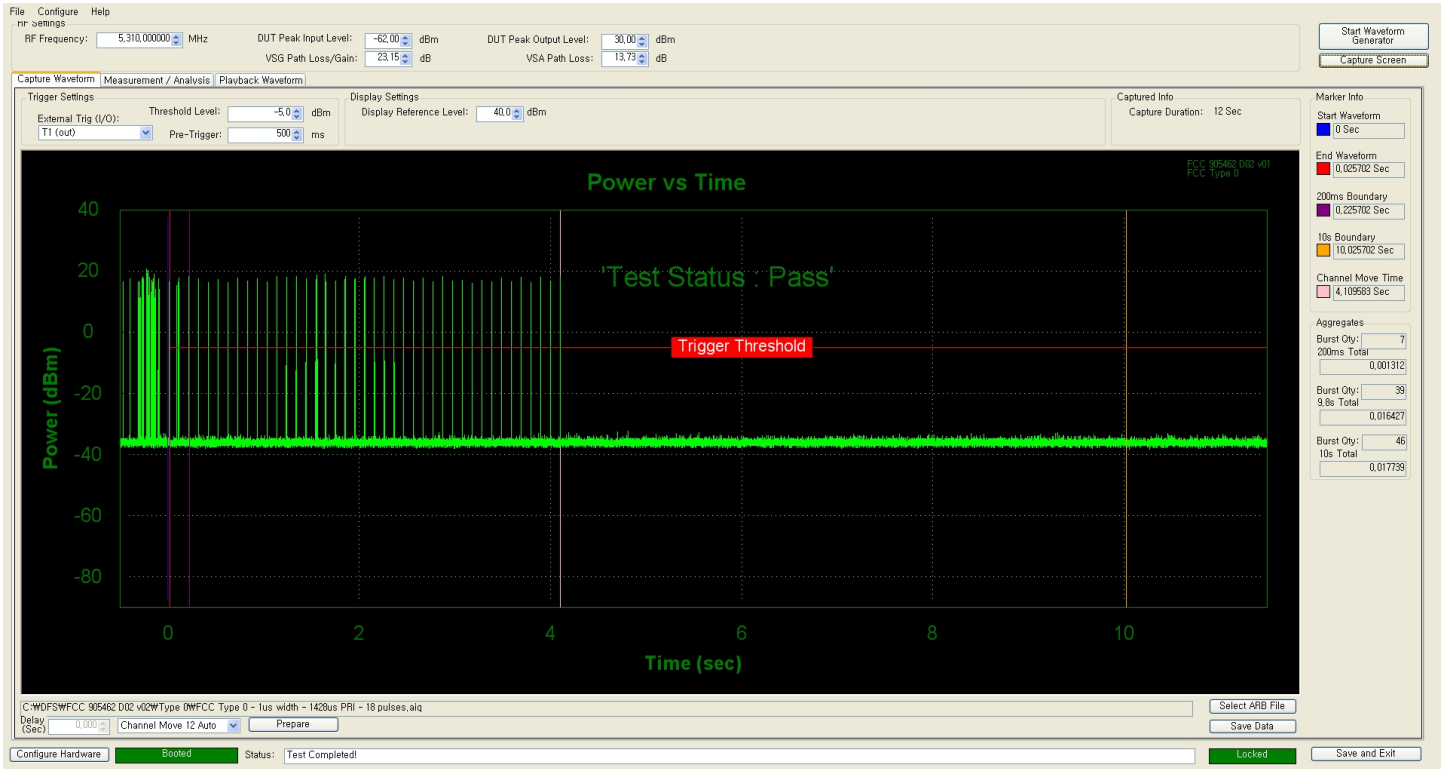 File Configure Help
RF Settings
RF Frequency: 5,310,000000 MHz DUT Peak Input Level: -62,00 dBm DUT Peak Output Level: 30,00 dBm
VSG Path Loss/Gain: 23,15 dB VSA Path Loss: 13,73 dB
Start Waveform
Generator
Capture Screen
Capture Waveform Measurement / Analysis Playback Waveform
Trigger Settings
External Trig (I/O):
T1 (out)
Threshold Level: -5,0 dBm
Pre-Trigger: 500 ms
Display Settings
Display Reference Level: 40,0 dBm
Captured Info
Capture Duration: 12 Sec
Marker Info
Start Waveform
0 Sec
End Waveform
0,025702 Sec
200ms Boundary
0,225702 Sec
10s Boundary
10,025702 Sec
Channel Move Time
4,109583 Sec
Aggregates
Burst Qty: 7
200ms Total
0,001312
Burst Qty: 39
9,8s Total
0,016427
Burst Qty: 46
10s Total
0,017739
FCC 905462 D02 v01
FCC Type 0
Power vs Time
'Test Status : Pass'
Trigger Threshold
Power (dBm)
40
20
0
-20
-40
-60
-80
0 2 4 6 8 10
Time (sec)
C:₩DFS₩FCC 905462 D02 v02₩Type 0₩FCC Type 0 - 1us width - 1428us PRI - 18 pulses,aiq
Select ARB File
Delay
(Sec) 0,000 Channel Move 12 Auto Prepare
Save Data
Configure Hardware Booted Status: Test Completed! Locked Save and Exit